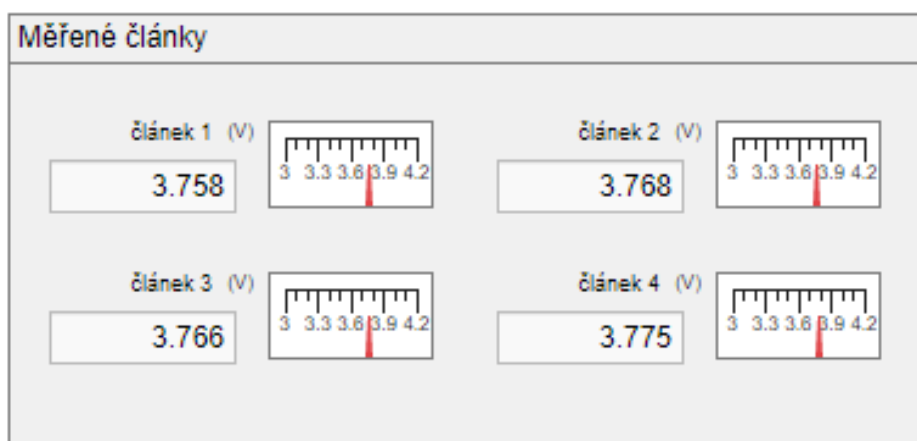 Měřené články
článek 1 (V)
3.758
3 3.3 3.6 3.9 4.2
článek 2 (V)
3.768
3 3.3 3.6 3.9 4.2
článek 3 (V)
3.766
3 3.3 3.6 3.9 4.2
článek 4 (V)
3.775
3 3.3 3.6 3.9 4.2